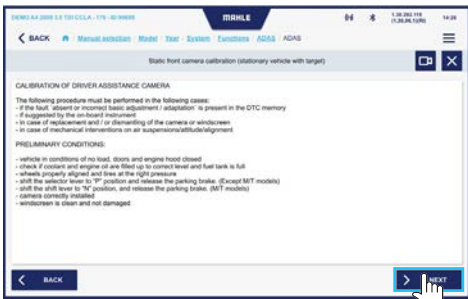 DEMO A4 2009 3.0 TDI CCLA - 176 - ID 99999
MAHLE
14:26
BACK
Manual selection Model Year System Functions ADAS ADAS
Static front camera calibration (stationary vehicle with target)
CALIBRATION OF DRIVER ASSISTANCE CAMERA
The following procedure must be performed in the following cases:
- if the fault `absent or incorrect basic adjustment / adaptation` is present in the DTC memory
- if suggested by the on-board instrument
- in case of replacement and / or dismantling of the camera or windscreen
- in case of mechanical interventions on air suspensions/attitude/alignment
PRELIMINARY CONDITIONS:
- vehicle in conditions of no load, doors and engine hood closed
- check if coolant and engine oil are filled up to correct level and fuel tank is full
- wheels properly aligned and tires at the right pressure
- shift the selector lever to "P" position and release the parking brake. (Except M/T models)
- shift the shift lever to "N" position, and release the parking brake. (M/T models)
- camera correctly installed
- windscreen is clean and not damaged
BACK
NEXT